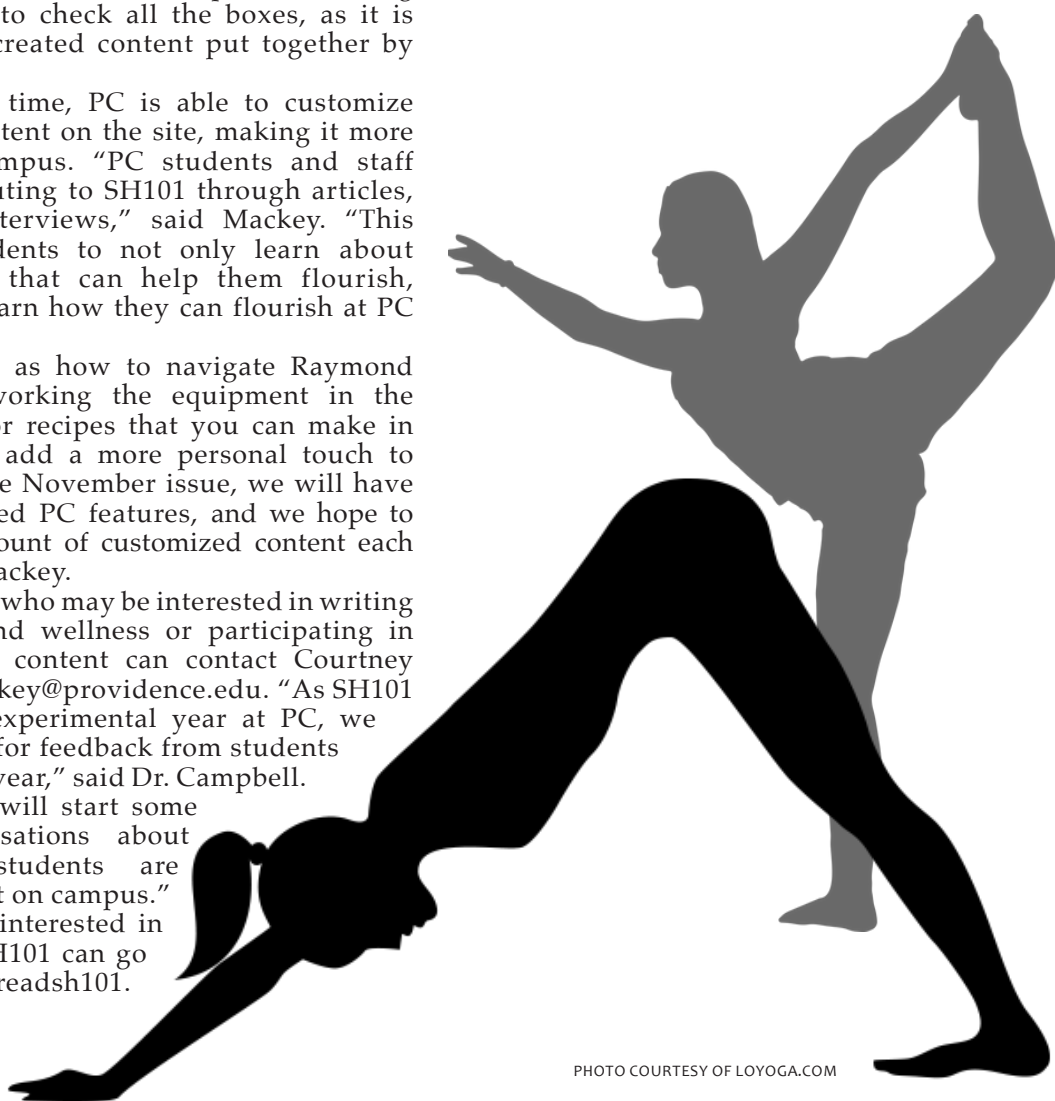 to check all the boxes, as it is
created content put together by
time, PC is able to customize
tent on the site, making it more
mpus. “PC students and staff
uting to SH101 through articles,
terviews,” said Mackey. “This
dents to not only learn about
that can help them flourish,
arn how they can flourish at PC
as how to navigate Raymond
working the equipment in the
or recipes that you can make in
add a more personal touch to
e November issue, we will have
ed PC features, and we hope to
ount of customized content each
ackey.
who may be interested in writing
nd wellness or participating in
content can contact Courtney
key@providence.edu. “As SH101
experimental year at PC, we
for feedback from students
year,” said Dr. Campbell.
will start some
sations about
students are
t on campus.”
interested in
H101 can go
readsh101.
PHOTO COURTESY OF LOYOGA.COM